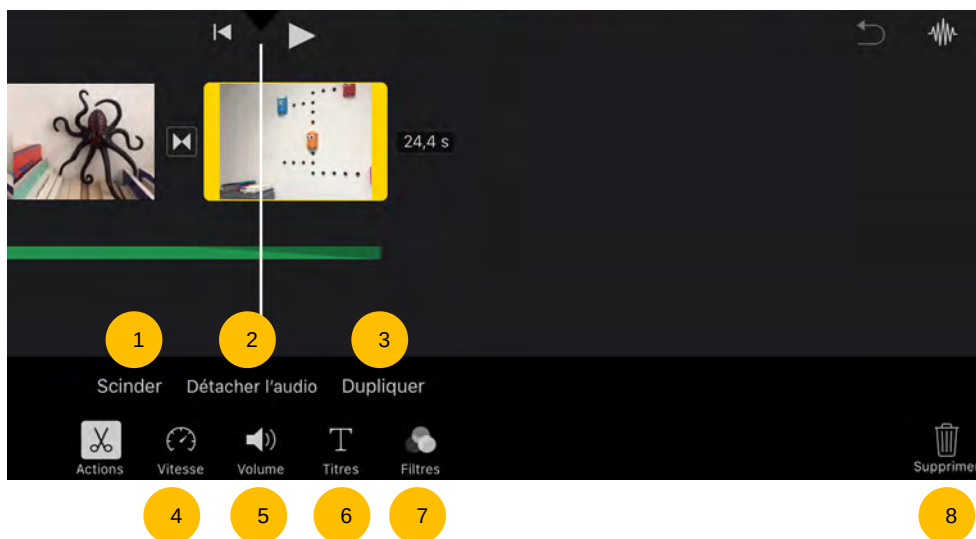 24,4 s
1 2 3
Scinder Détacher l'audio Dupliquer
Actions Vitesse Volume Titres Filtres Supprimer
4 5 6 7 8